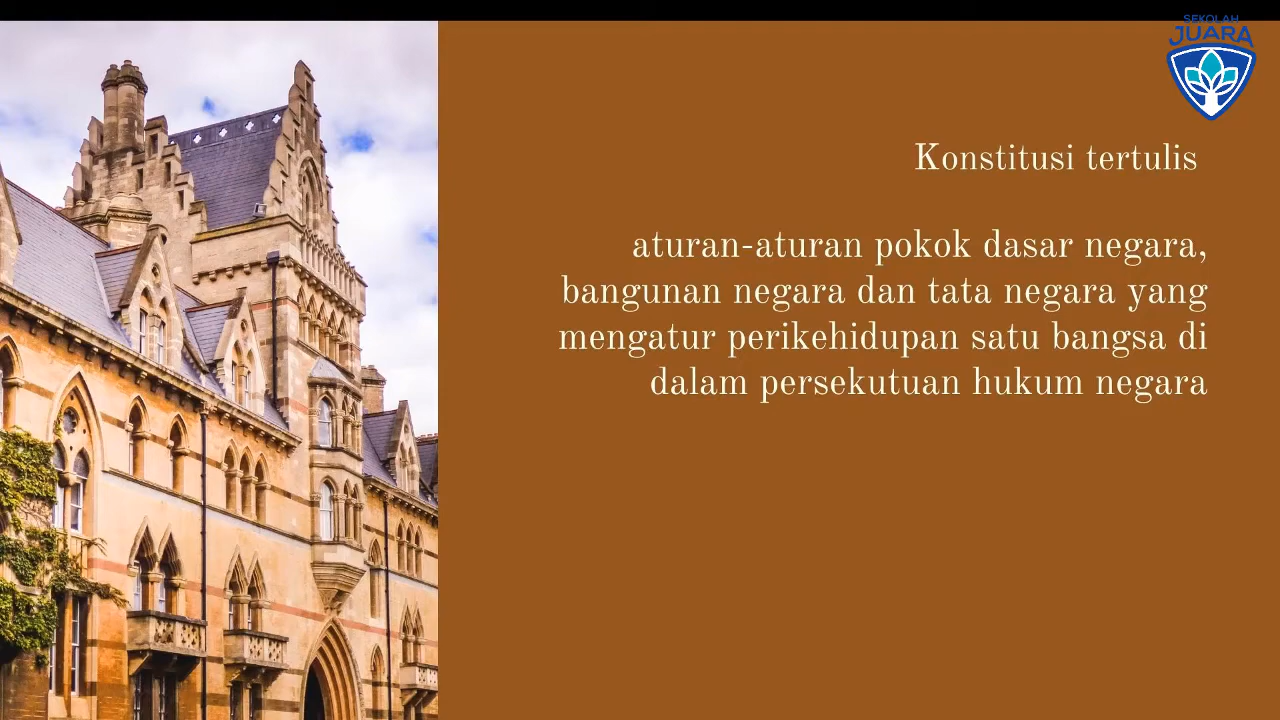 SEKOLAH
JUARA
Konstitusi tertulis
aturan-aturan pokok dasar negara,
bangunan negara dan tata negara yang
mengatur perikehidupan satu bangsa di
dalam persekutuan hukum negara